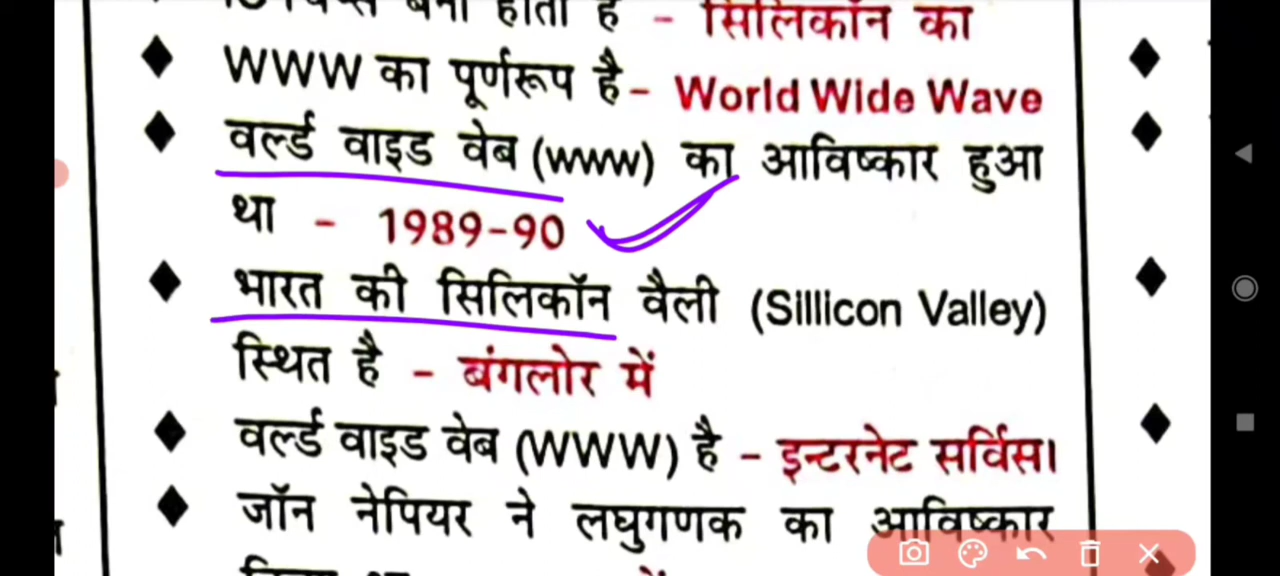 बना होता है - सिलिकॉन का
WWW का पूर्णरूप है- World Wide Wave
वर्ल्ड वाइड वेब (www) का आविष्कार हुआ
था - 1989-90
भारत की सिलिकॉन वैली (Sillicon Valley)
स्थित है - बंगलोर में
वर्ल्ड वाइड वेब (WWW) है - इन्टरनेट सर्विस।
जॉन नेपियर ने लघुगणक का आविष्कार